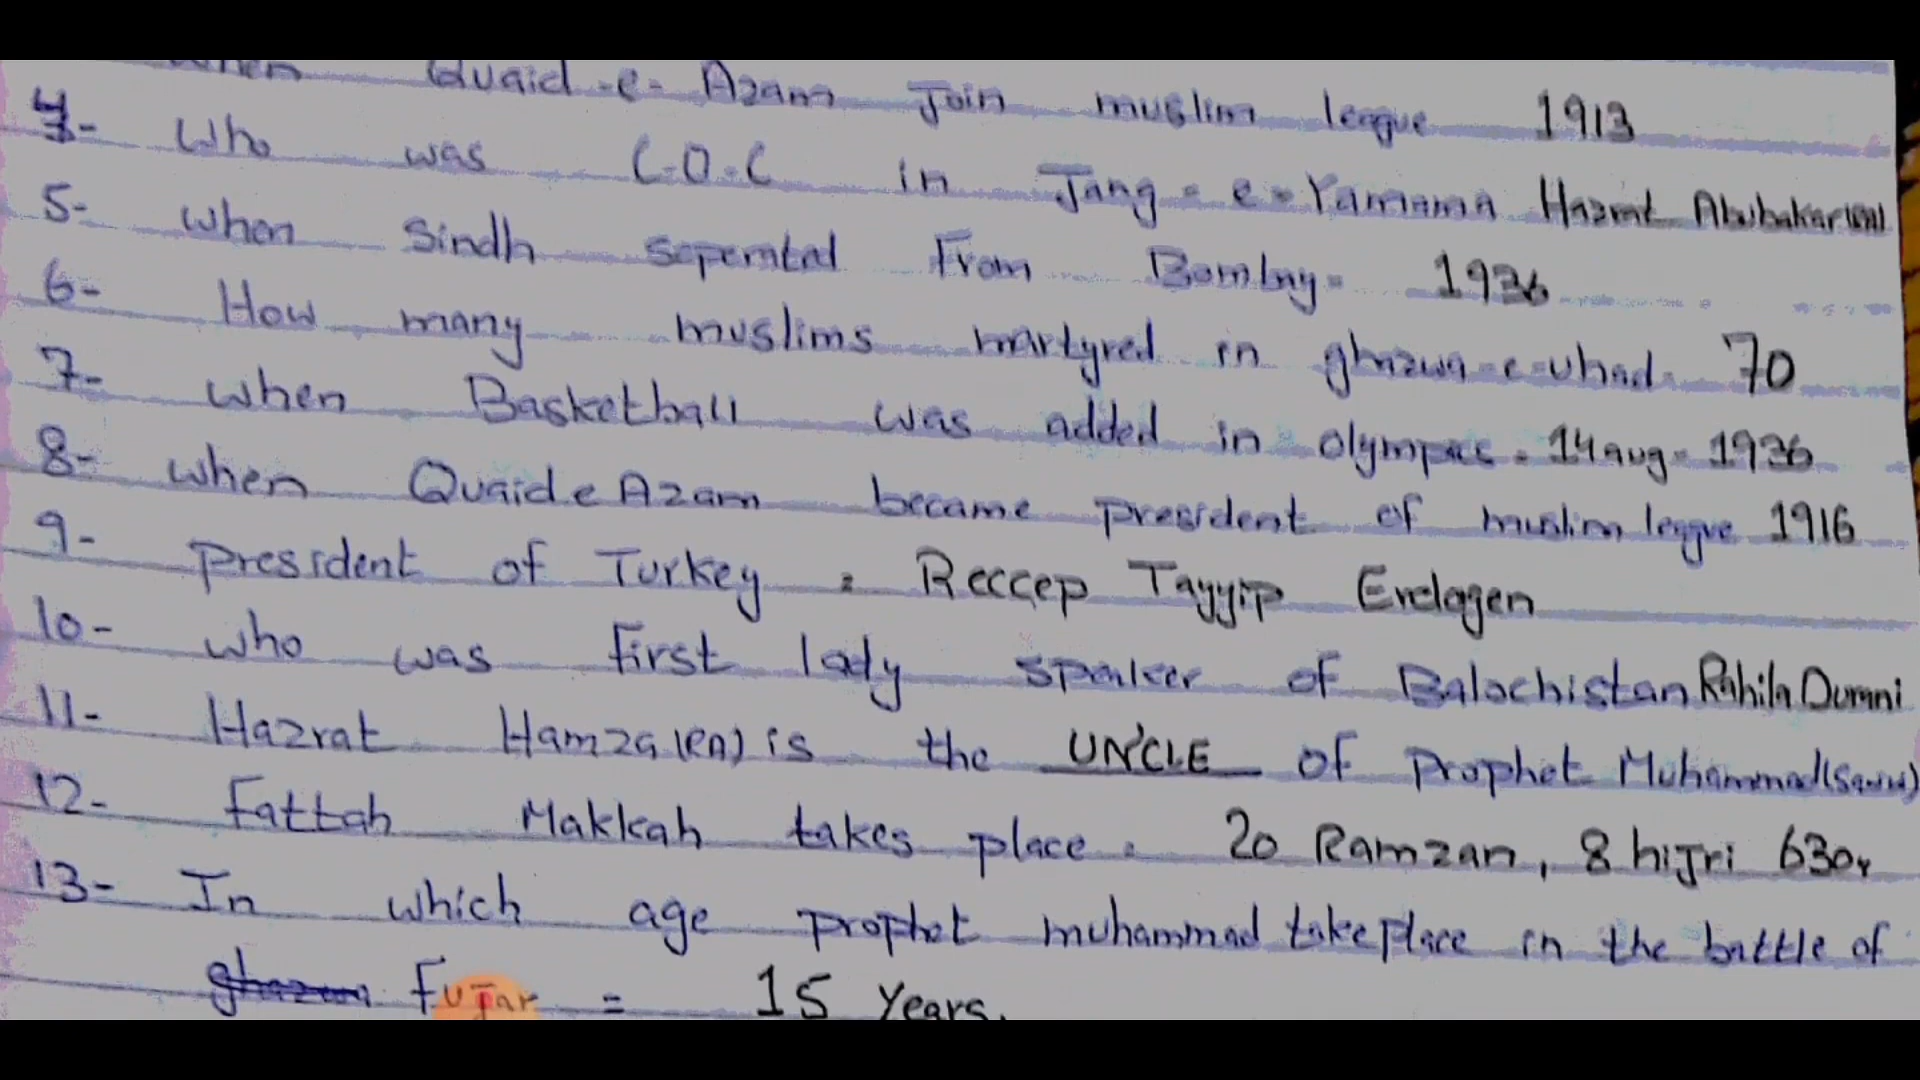 When Quaid-e-Azam Join muslim league 1913
4- Who was C.O.C in Jang-e-Yamama Hazrat Abubakar (RA)
5- when Sindh seperated From Bombay= 1936
6- How many muslims martyred in ghazwa-e-uhad= 70
7- when Basketball was added in olympics = 14 aug- 1936
8- when Quaid e Azam became president of muslim league 1916
9- president of Turkey = Reccep Tayyip Erdogen
10- who was first lady speaker of Balochistan Rahila Durrani
11- Hazrat Hamza (RA) is the UNCLE of Prophet Muhammad (Saww)
12- Fattah Makkah takes place = 20 Ramzan, 8 hijri 630
13- In which age prophet muhammad take place in the battle of
Fujar = 15 Years.